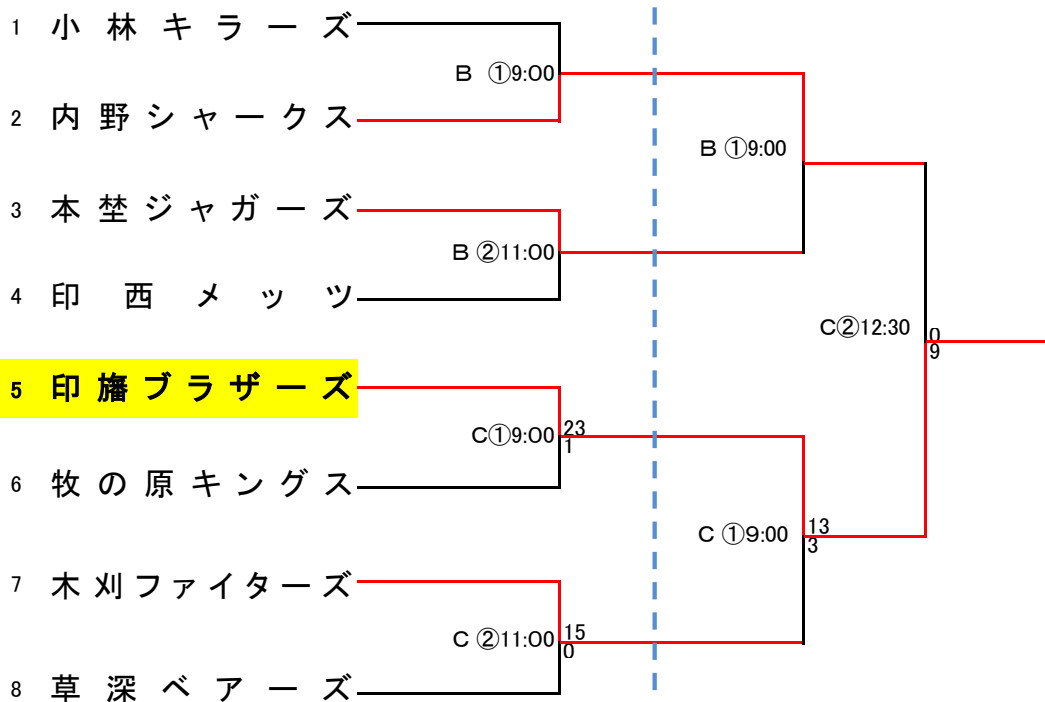 1 小林キラーズ
B ①9:00
2 内野シャークス
B ①9:00
3 本埜ジャガーズ
B ②11:00
4 印西メッツ
C②12:30
0
9
5 印旛ブラザーズ
C①9:00
23
1
6 牧の原キングス
C ①9:00
13
3
7 木刈ファイターズ
C ②11:00
15
0
8 草深ベアーズ